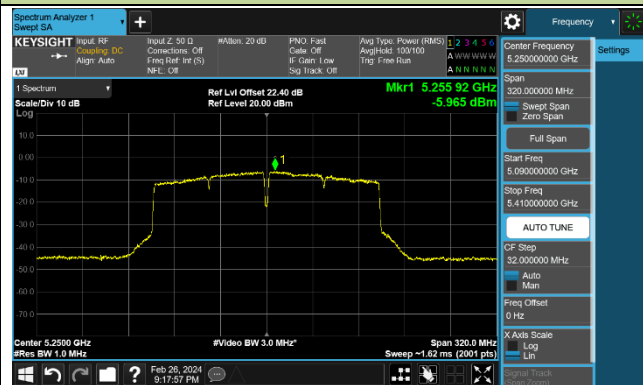 Spectrum Analyzer 1
Swept SA
Frequency
KEYSIGHT
Input: RF
Coupling: DC
Align: Auto
Input Z: 50 Ω
Corrections: Off
Freq Ref: Int (S)
NFE: Off
#Atten: 20 dB
PNO: Fast
Gate: Off
IF Gain: Low
Sig Track: Off
Avg Type: Power (RMS)
Avg|Hold: 100/100
Trig: Free Run
1 2 3 4 5 6
A W W W W W
A N N N N N
LXI
1 Spectrum
Scale/Div 10 dB
Log
Ref Lvl Offset 22.40 dB
Ref Level 20.00 dBm
Mkr1 5.255 92 GHz
-5.965 dBm
1
10.0
0.00
-10.0
-20.0
-30.0
-40.0
-50.0
-60.0
-70.0
Center 5.2500 GHz
#Res BW 1.0 MHz
#Video BW 3.0 MHz*
Span 320.0 MHz
Sweep ~1.62 ms (2001 pts)
Feb 26, 2024
9:17:57 PM
?
Center Frequency
5.25000000 GHz
Span
320.000000 MHz
Swept Span
Zero Span
Full Span
Start Freq
5.090000000 GHz
Stop Freq
5.410000000 GHz
AUTO TUNE
CF Step
32.000000 MHz
Auto
Man
Freq Offset
0 Hz
X Axis Scale
Log
Lin
Signal Track
(Span Zoom)
Settings